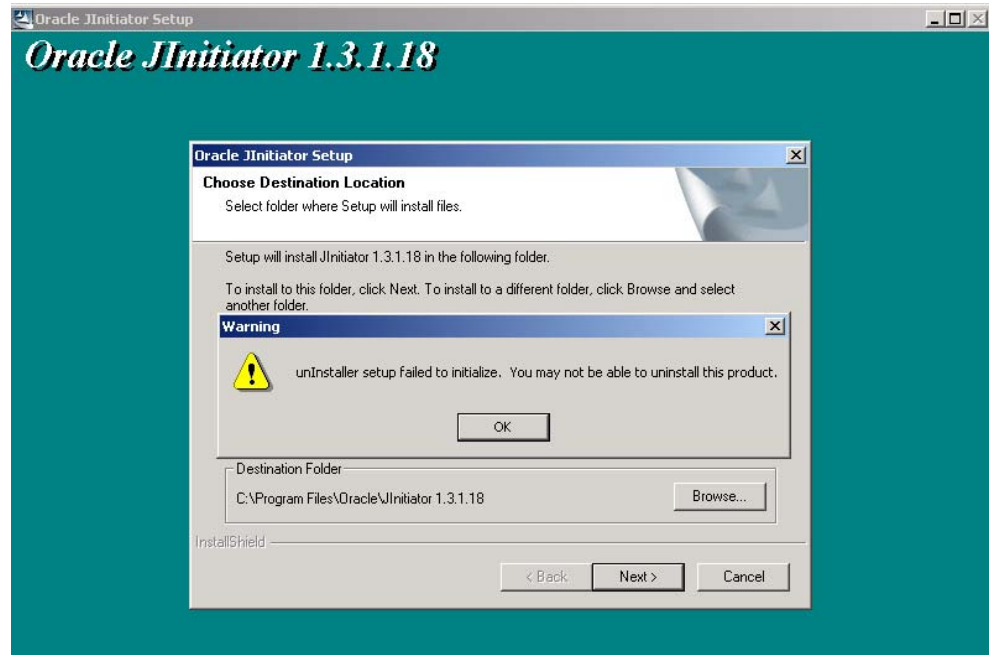 Oracle JInitiator Setup
Oracle JInitiator 1.3.1.18
Oracle JInitiator Setup
Choose Destination Location
Select folder where Setup will install files.
Setup will install JInitiator 1.3.1.18 in the following folder.
To install to this folder, click Next. To install to a different folder, click Browse and select
another folder.
Warning
unInstaller setup failed to initialize. You may not be able to uninstall this product.
OK
Destination Folder
C:\Program Files\Oracle\JInitiator 1.3.1.18
Browse...
InstallShield
< Back
Next >
Cancel